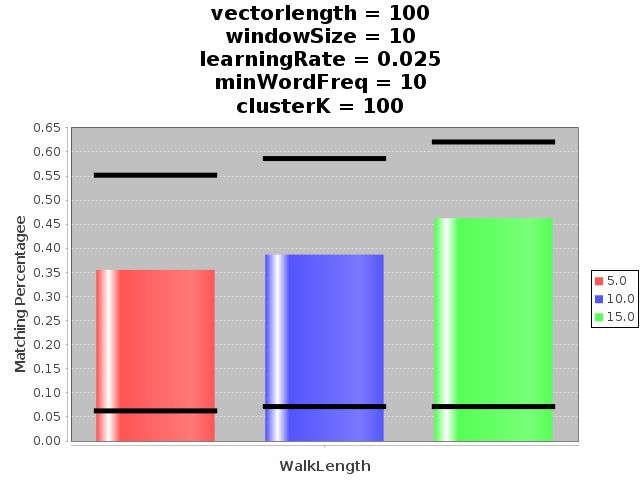 vectorlength = 100
windowSize = 10
learningRate = 0.025
minWordFreq = 10
clusterK = 100
0.65
0.60
0.55
0.50
0.45
0.40
0.35
0.30
0.25
0.20
0.15
0.10
0.05
0.00
Matching Percentagee
WalkLength
5.0
10.0
15.0